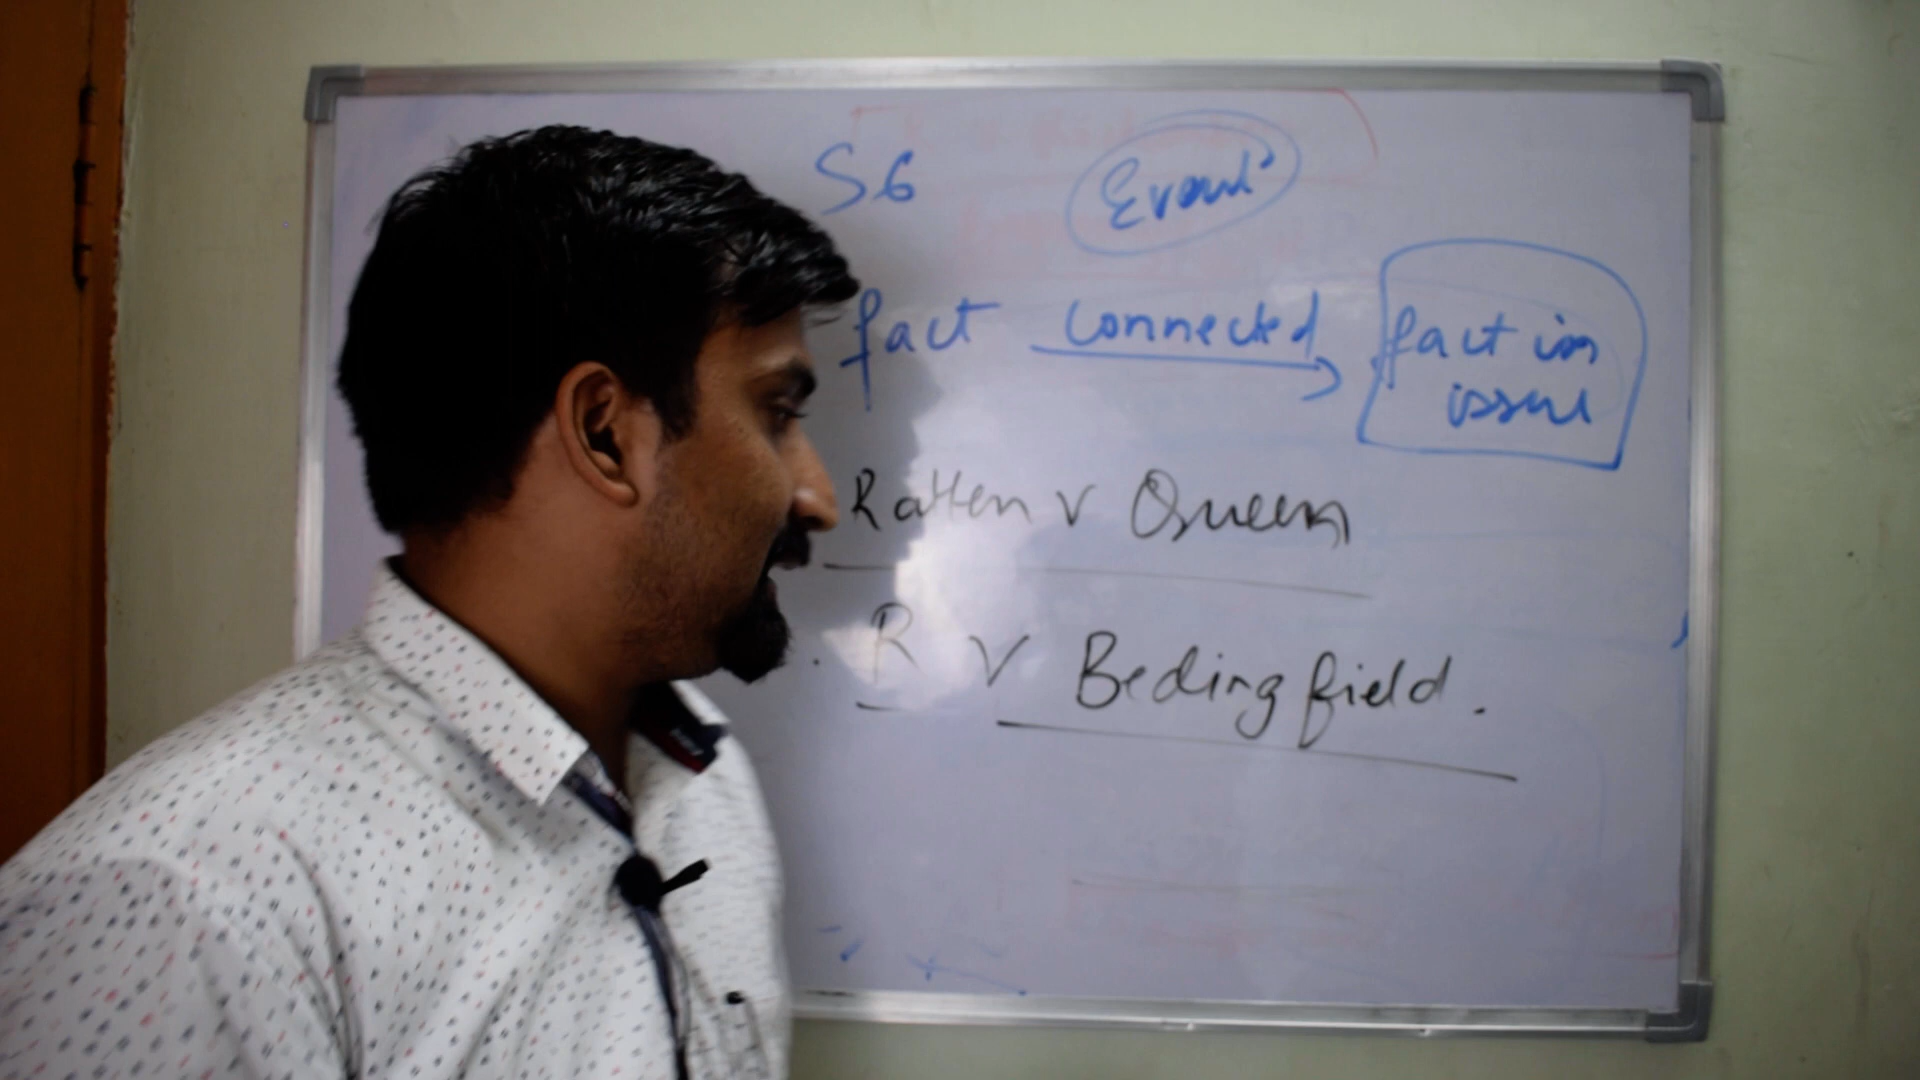 S6 Event
fact connected fact in
issue
Ratten v Queen
R v Bedingfield.